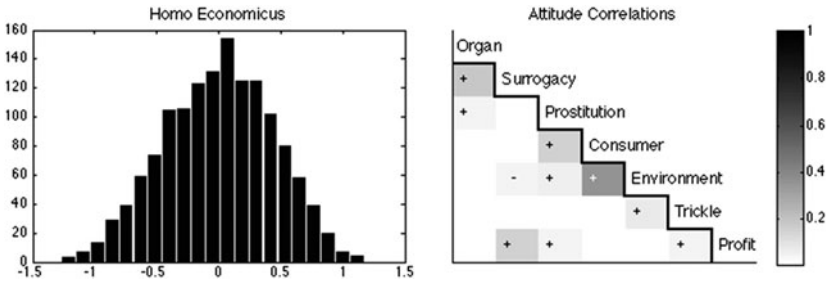 Homo Economicus
160
140
120
100
80
60
40
20
0
-1.5 -1 -0.5 0 0.5 1 1.5
Attitude Correlations
Organ
+ Surrogacy
+ Prostitution
+ Consumer
- + + Environment
+ Trickle
+ + + Profit
1
0.8
0.6
0.4
0.2